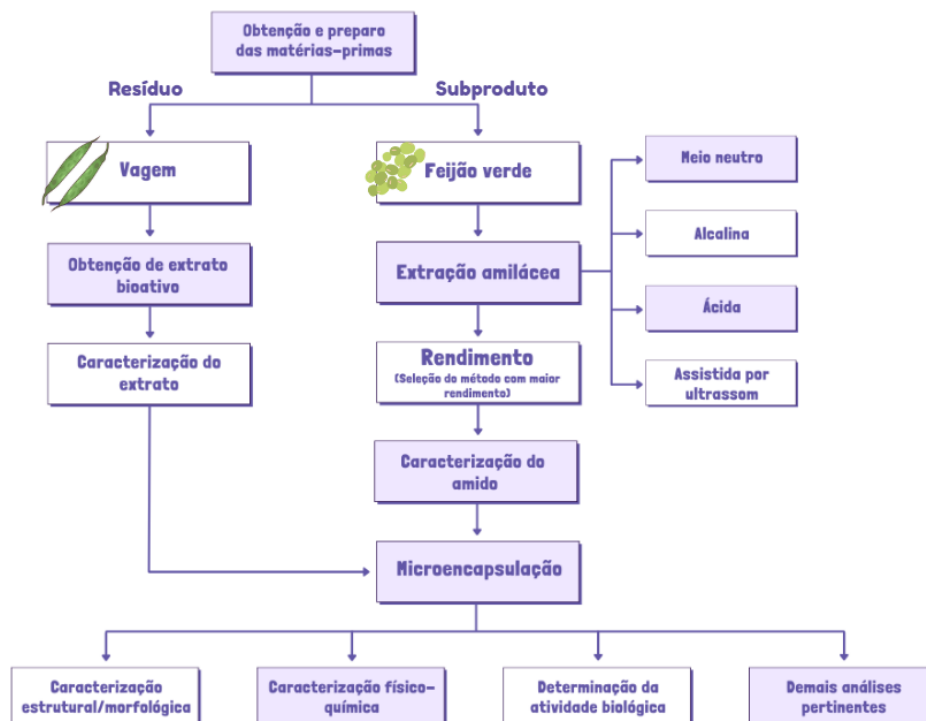 Obtenção e preparo
das matérias-primas
Resíduo
Subproduto
Vagem
Feijão verde
Meio neutro
Alcalina
Obtenção de extrato
bioativo
Extração amilácea
Ácida
Caracterização do
extrato
Rendimento
(Seleção do método com maior
rendimento)
Assistida por
ultrassom
Caracterização do
amido
Microencapsulação
Caracterização
estrutural/morfológica
Caracterização físico-
química
Determinação da
atividade biológica
Demais análises
pertinentes